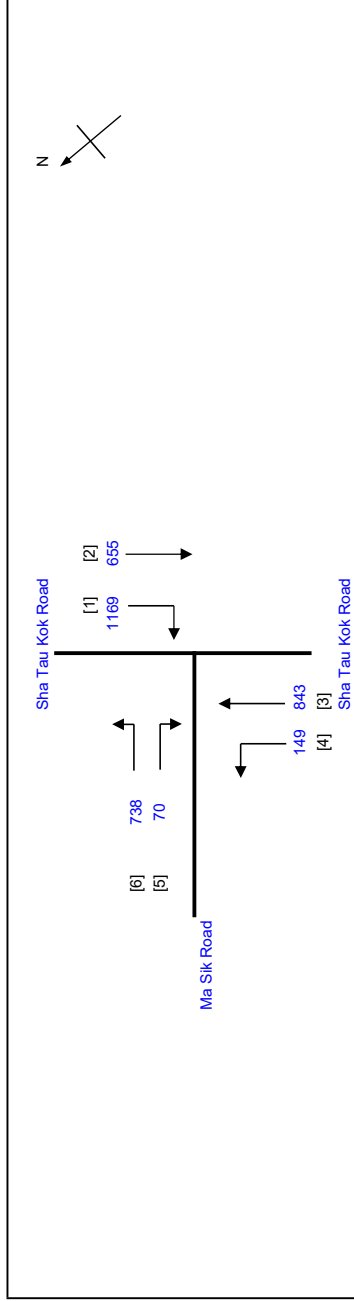 N
Sha Tau Kok Road
[1] [2]
1169 655
[6] 738
[5] 70
Ma Sik Road
149 843
[4] [3]
Sha Tau Kok Road